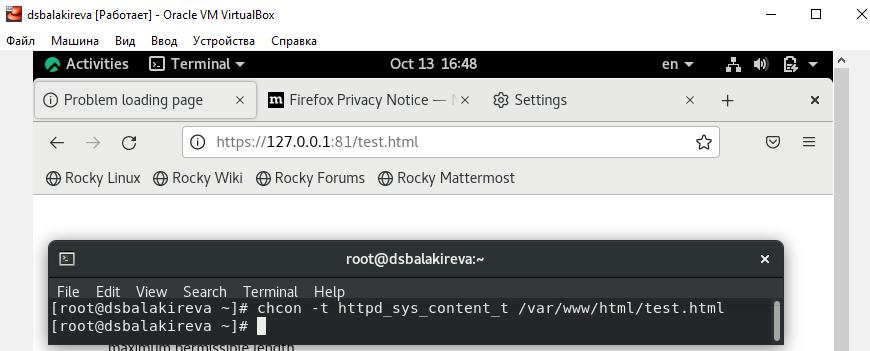 dsbalakireva [Работает] - Oracle VM VirtualBox
Файл Машина Вид Ввод Устройства Справка
Activities Terminal Oct 13 16:48 en
Problem loading page Firefox Privacy Notice — Settings
https://127.0.0.1:81/test.html
Rocky Linux Rocky Wiki Rocky Forums Rocky Mattermost
root@dsbalakireva:~
File Edit View Search Terminal Help
[root@dsbalakireva ~]# chcon -t httpd_sys_content_t /var/www/html/test.html
[root@dsbalakireva ~]#
maximum permissible length